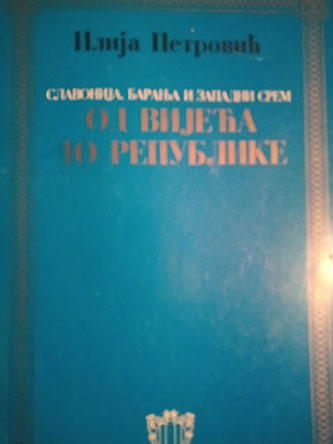 Илија Петровић
СЛАВОНИЈА, БАРАЊА И ЗАПАДНИ СРЕМ
ОД ВИЈЕЋА
ДО РЕПУБЛИКЕ